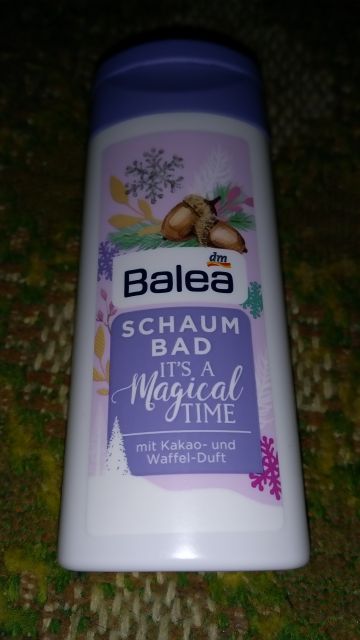 dm
Balea
SCHAUM
BAD
IT'S A
Magical
TIME
mit Kakao- und
Waffel-Duft